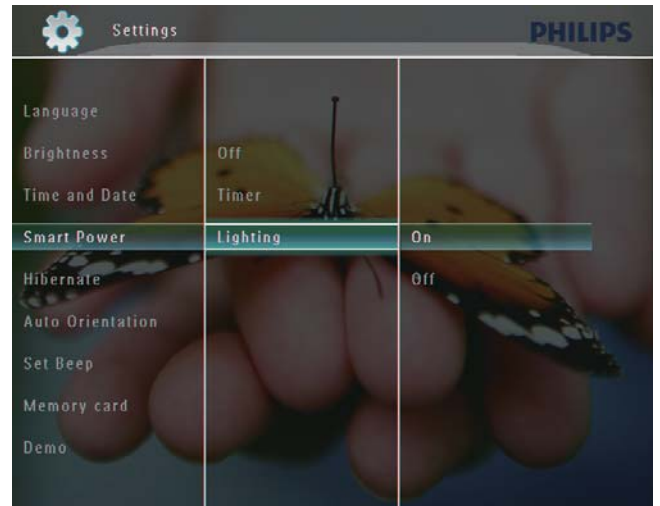 Settings
PHILIPS
Language
Brightness
Time and Date
Smart Power
Hibernate
Auto Orientation
Set Beep
Memory card
Demo
Off
Timer
Lighting
On
Off